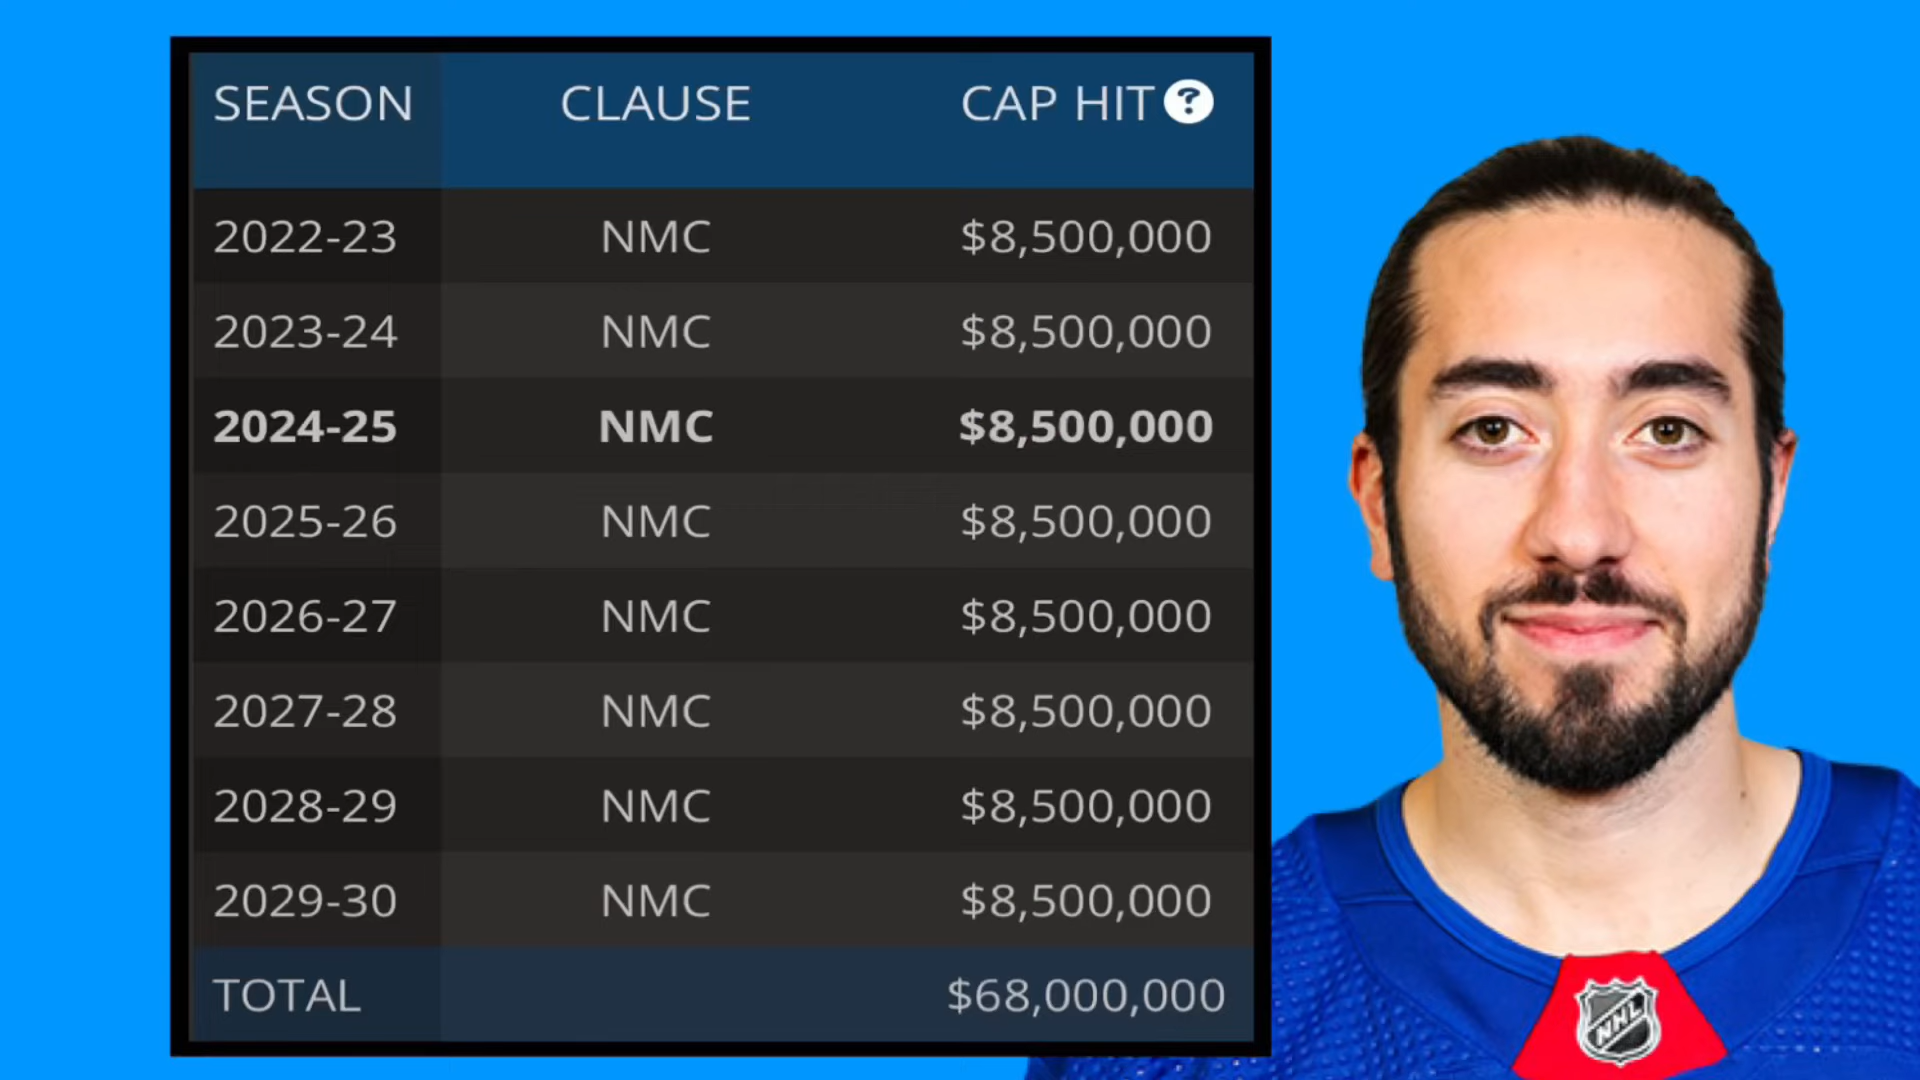 SEASON CLAUSE CAP HIT ?
2022-23 NMC $8,500,000
2023-24 NMC $8,500,000
2024-25 NMC $8,500,000
2025-26 NMC $8,500,000
2026-27 NMC $8,500,000
2027-28 NMC $8,500,000
2028-29 NMC $8,500,000
2029-30 NMC $8,500,000
TOTAL $68,000,000
NHL